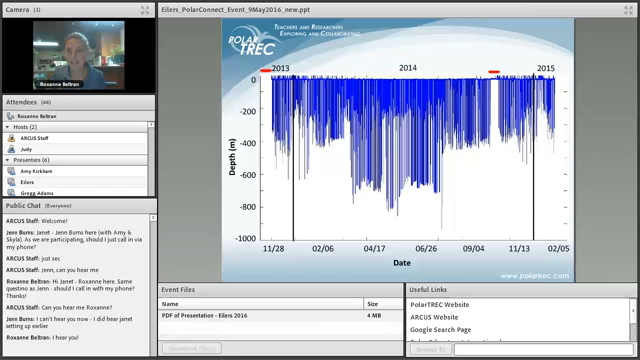 Camera (1)
Roxanne Beltran
Attendees (44)
Roxanne Beltran
Hosts (2)
ARCUS Staff
Judy
Presenters (6)
Amy Kirkham
Eilers
Gregg Adams
Public Chat (Everyone)
ARCUS Staff: Welcome!
Jenn Burns: Janet - Jenn Burns here (with Amy &
Skyla). As we are participating, should I just call in via
my phone?
ARCUS Staff: just sec
ARCUS Staff: Jenn, can you hear me
Roxanne Beltran: Hi Janet - Roxanne here. Same
questino as Jenn - should I call in with my phone?
Thanks!
ARCUS Staff: Can you hear me Roxanne?
Jenn Burns: I can't hear you now - I did hear janet
setting up earlier
Roxanne Beltran: I hear you!
Eilers_PolarConnect_Event_9May2016_new.ppt
POLAR
TREC
TEACHERS AND RESEARCHERS
EXPLORING AND COLLABORATING
2013
2014
2015
0
-200
-400
-600
-800
-1000
Depth (m)
11/28
02/06
04/17
06/26
09/04
11/13
02/05
Date
www.polartrec.com
Event Files
Name
Size
PDF of Presentation - Eilers 2016
4 MB
Download File(s)
Useful Links
PolarTREC Website
ARCUS Website
Google Search Page
Browse To